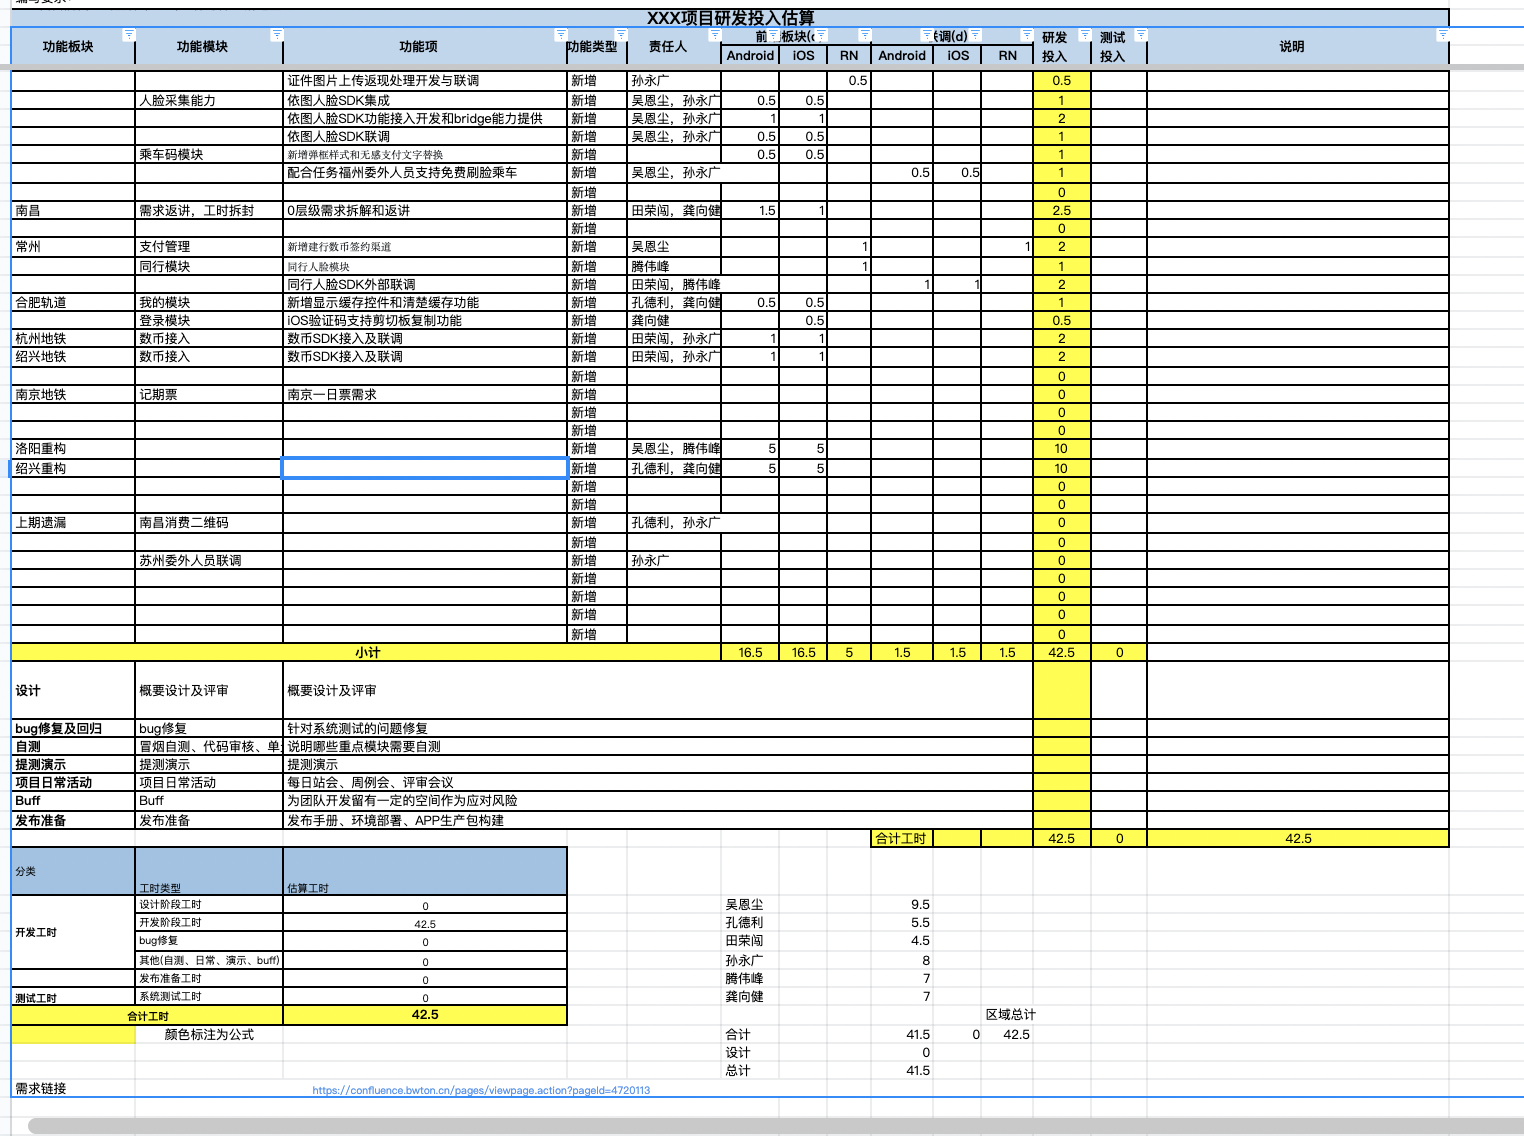 XXX项目研发投入估算
功能板块 功能模块 功能项 功能类型 责任人 前 板块( 调(d) 研发投入 测试投入 说明
Android iOS RN Android iOS RN
证件图片上传返现处理开发与联调 新增 孙永广 0.5 0.5
人脸采集能力 依图人脸SDK集成 新增 吴恩尘，孙永广 0.5 0.5 1
依图人脸SDK功能接入开发和bridge能力提供 新增 吴恩尘，孙永广 1 1 2
依图人脸SDK联调 新增 吴恩尘，孙永广 0.5 0.5 1
乘车码模块 新增弹框样式和无感支付文字替换 新增 0.5 0.5 1
配合任务福州委外人员支持免费刷脸乘车 新增 吴恩尘，孙永广 0.5 0.5 1
新增 0
南昌 需求返讲，工时拆封 0层级需求拆解和返讲 新增 田荣闯，龚向健 1.5 1 2.5
新增 0
常州 支付管理 新增建行数币签约渠道 新增 吴恩尘 1 1 2
同行模块 同行人脸模块 新增 腾伟峰 1 1
同行人脸SDK外部联调 新增 田荣闯，腾伟峰 1 1 2
合肥轨道 我的模块 新增显示缓存控件和清楚缓存功能 新增 孔德利，龚向健 0.5 0.5 1
登录模块 iOS验证码支持剪切板复制功能 新增 龚向健 0.5 0.5
杭州地铁 数币接入 数币SDK接入及联调 新增 田荣闯，孙永广 1 1 2
绍兴地铁 数币接入 数币SDK接入及联调 新增 田荣闯，孙永广 1 1 2
新增 0
南京地铁 记期票 南京一日票需求 新增 0
新增 0
新增 0
洛阳重构 新增 吴恩尘，腾伟峰 5 5 10
绍兴重构 新增 孔德利，龚向健 5 5 10
新增 0
新增 0
上期遗漏 南昌消费二维码 新增 孔德利，孙永广 0
新增 0
苏州委外人员联调 新增 孙永广 0
新增 0
新增 0
新增 0
新增 0
小计 16.5 16.5 5 1.5 1.5 1.5 42.5 0
设计 概要设计及评审 概要设计及评审
bug修复及回归 bug修复 针对系统测试的问题修复
自测 冒烟自测、代码审核、单 说明哪些重点模块需要自测
提测演示 提测演示 提测演示
项目日常活动 项目日常活动 每日站会、周例会、评审会议
Buff Buff 为团队开发留有一定的空间作为应对风险
发布准备 发布准备 发布手册、环境部署、APP生产包构建
合计工时 42.5 0 42.5
分类 工时类型 估算工时
开发工时 设计阶段工时 0 吴恩尘 9.5
开发阶段工时 42.5 孔德利 5.5
bug修复 0 田荣闯 4.5
其他(自测、日常、演示、buff) 0 孙永广 8
发布准备工时 0 腾伟峰 7
测试工时 系统测试工时 0 龚向健 7
合计工时 42.5 区域总计
颜色标注为公式 合计 41.5 0 42.5
设计 0
总计 41.5
需求链接 https://confluence.bwton.cn/pages/viewpage.action?pageId=4720113